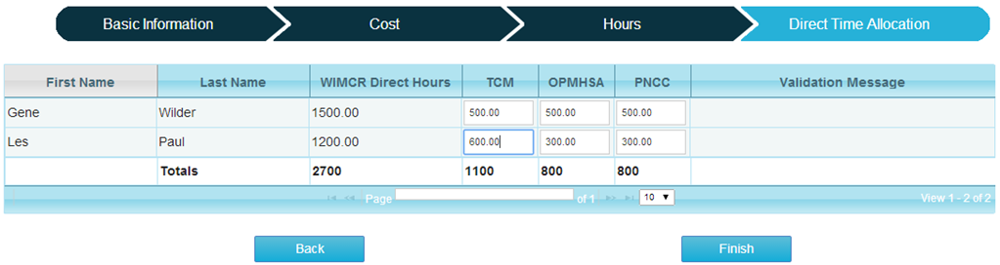 Basic Information Cost Hours Direct Time Allocation
First Name Last Name WIMCR Direct Hours TCM OPMHSA PNCC Validation Message
Gene Wilder 1500.00 500.00 500.00 500.00
Les Paul 1200.00 600.00 300.00 300.00
Totals 2700 1100 800 800
Page of 1 10 View 1 - 2 of 2
Back Finish